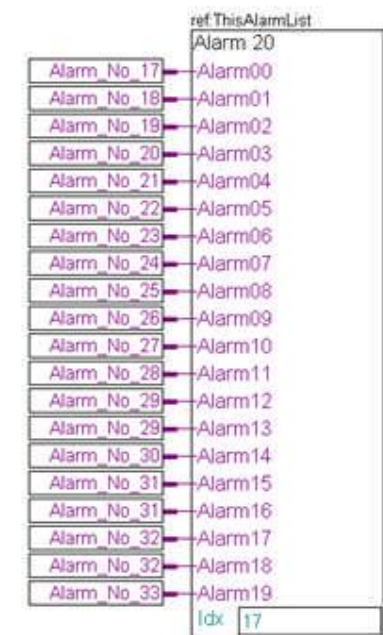 ref:ThisAlarmList
Alarm 20
Alarm_No_17 Alarm00
Alarm_No_18 Alarm01
Alarm_No_19 Alarm02
Alarm_No_20 Alarm03
Alarm_No_21 Alarm04
Alarm_No_22 Alarm05
Alarm_No_23 Alarm06
Alarm_No_24 Alarm07
Alarm_No_25 Alarm08
Alarm_No_26 Alarm09
Alarm_No_27 Alarm10
Alarm_No_28 Alarm11
Alarm_No_29 Alarm12
Alarm_No_29 Alarm13
Alarm_No_30 Alarm14
Alarm_No_31 Alarm15
Alarm_No_31 Alarm16
Alarm_No_32 Alarm17
Alarm_No_32 Alarm18
Alarm_No_33 Alarm19
Idx 17